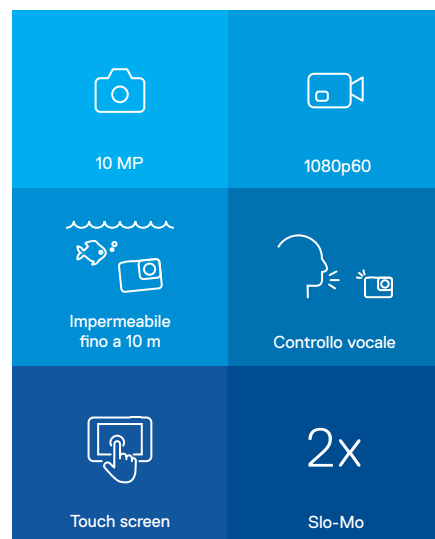 10 MP
1080p60
Impermeabile
fino a 10 m
Controllo vocale
Touch screen
2x
Slo-Mo